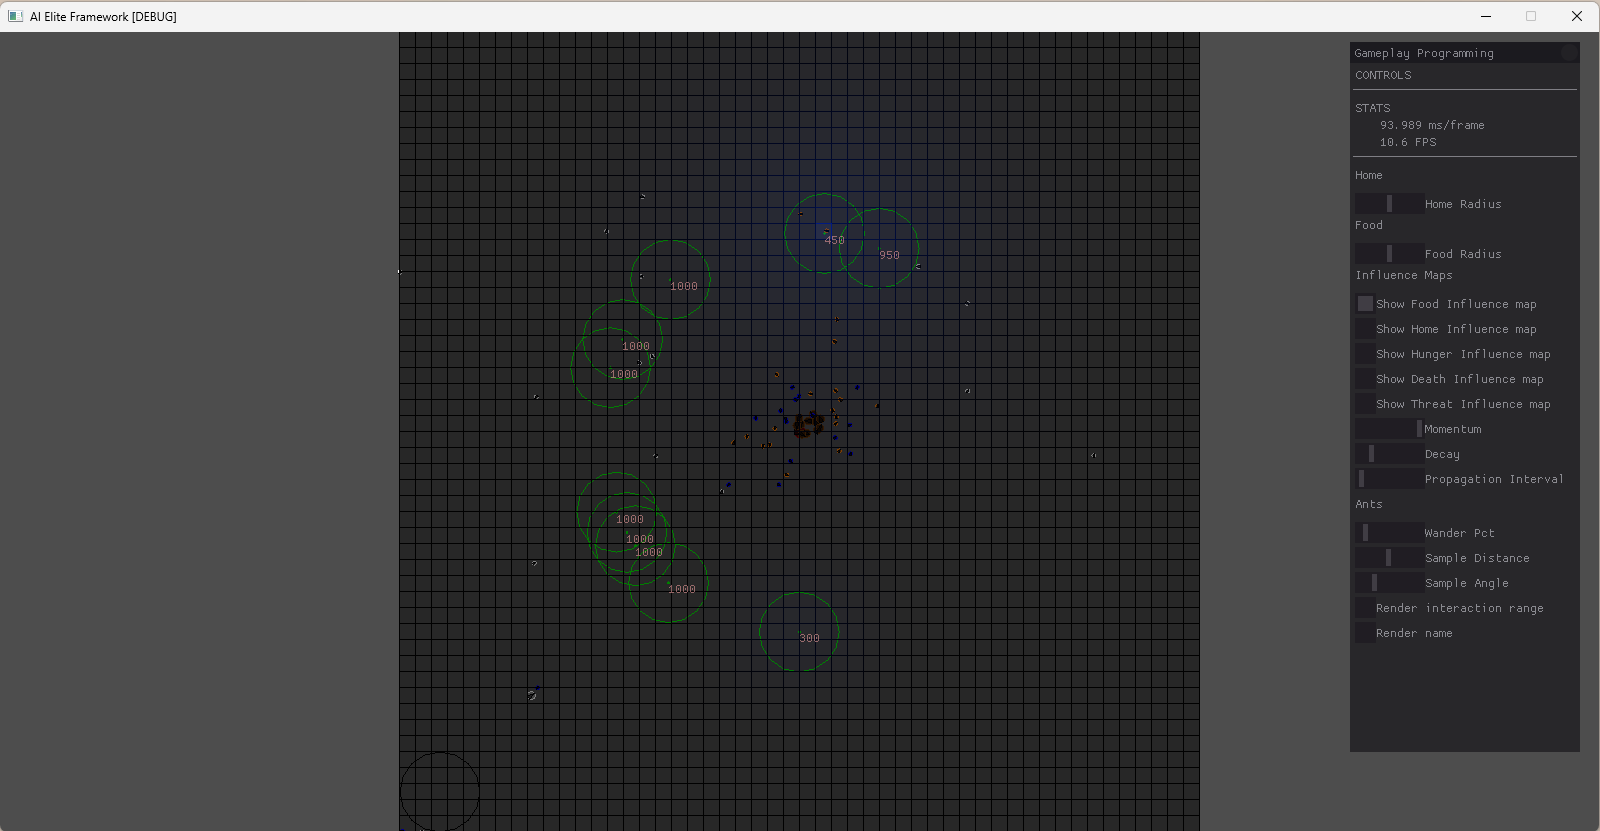 AI Elite Framework [DEBUG]
Gameplay Programming
CONTROLS
STATS
93.989 ms/frame
10.6 FPS
Home
Home Radius
Food
Food Radius
Influence Maps
Show Food Influence map
Show Home Influence map
Show Hunger Influence map
Show Death Influence map
Show Threat Influence map
Momentum
Decay
Propagation Interval
Ants
Wander Pct
Sample Distance
Sample Angle
Render interaction range
Render name
450
950
1000
1000
1000
1000
1000
1000
1000
300